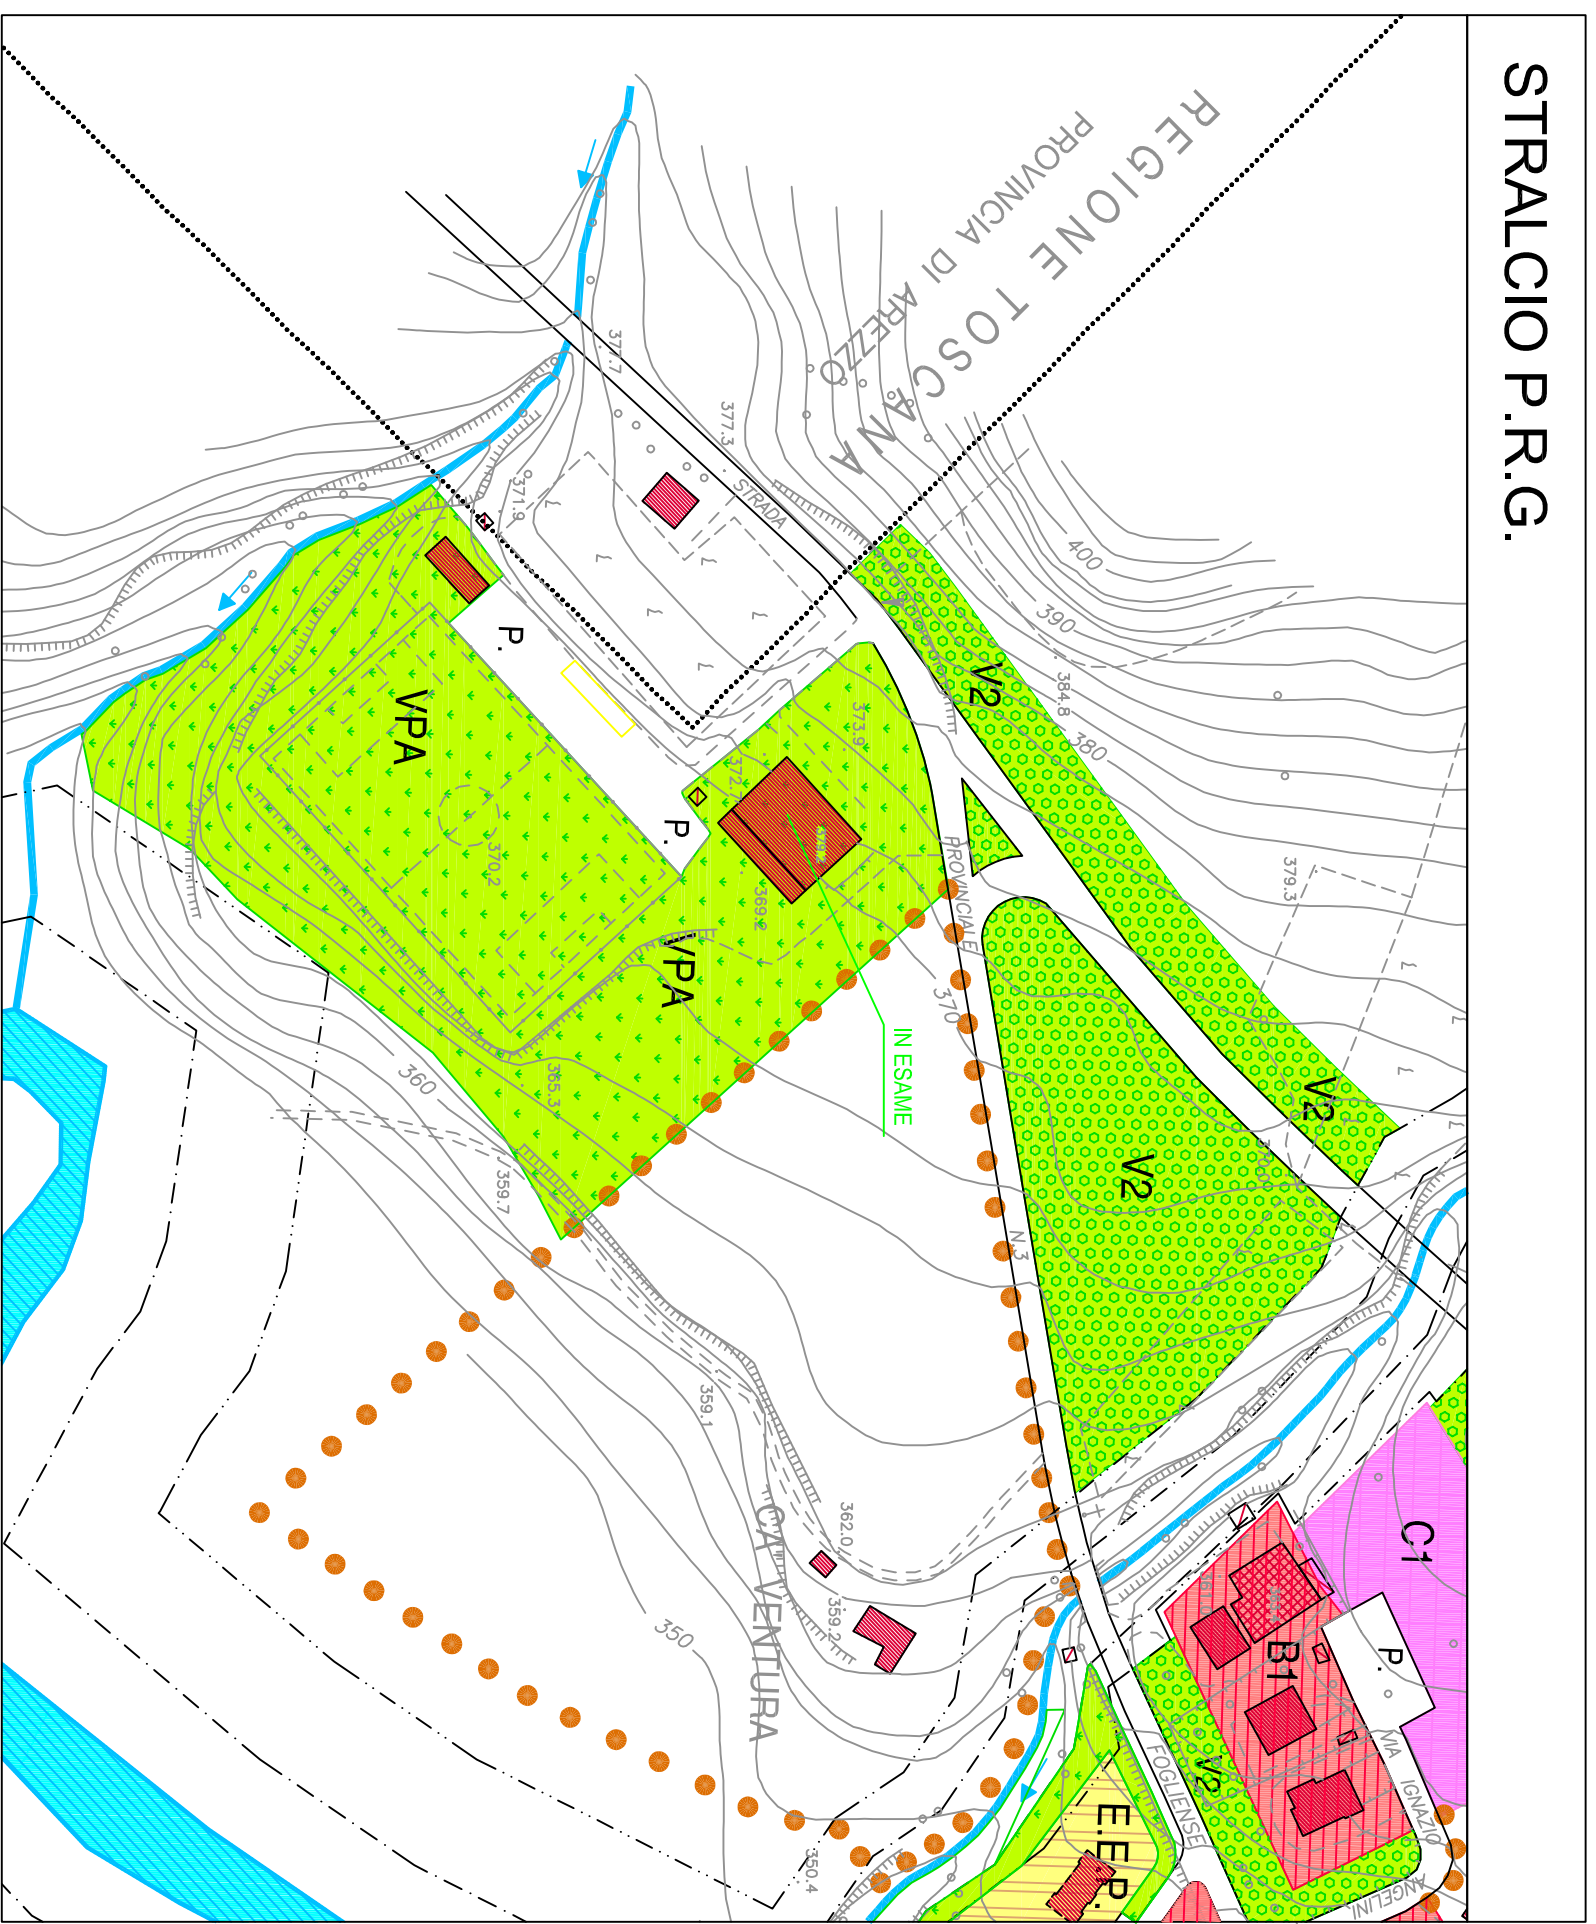 STRALCIO P.R.G.
REGIONE TOSCANA
PROVINCIA DI AREZZO
STRADA
PROVINCIALE
N.3
FOGLIENSE
VIA
IGNAZIO
ANGELINI
CA' VENTURA
IN ESAME
V2
V2
V2
V2
VPA
VPA
P.
P.
P.
C1
B1
E.E.P.
400
390
380
370
360
350
384.8
379.3
377.7
377.3
371.9
373.9
372.7
369.2
370.2
365.3
359.7
359.1
362.0
359.2
350.4